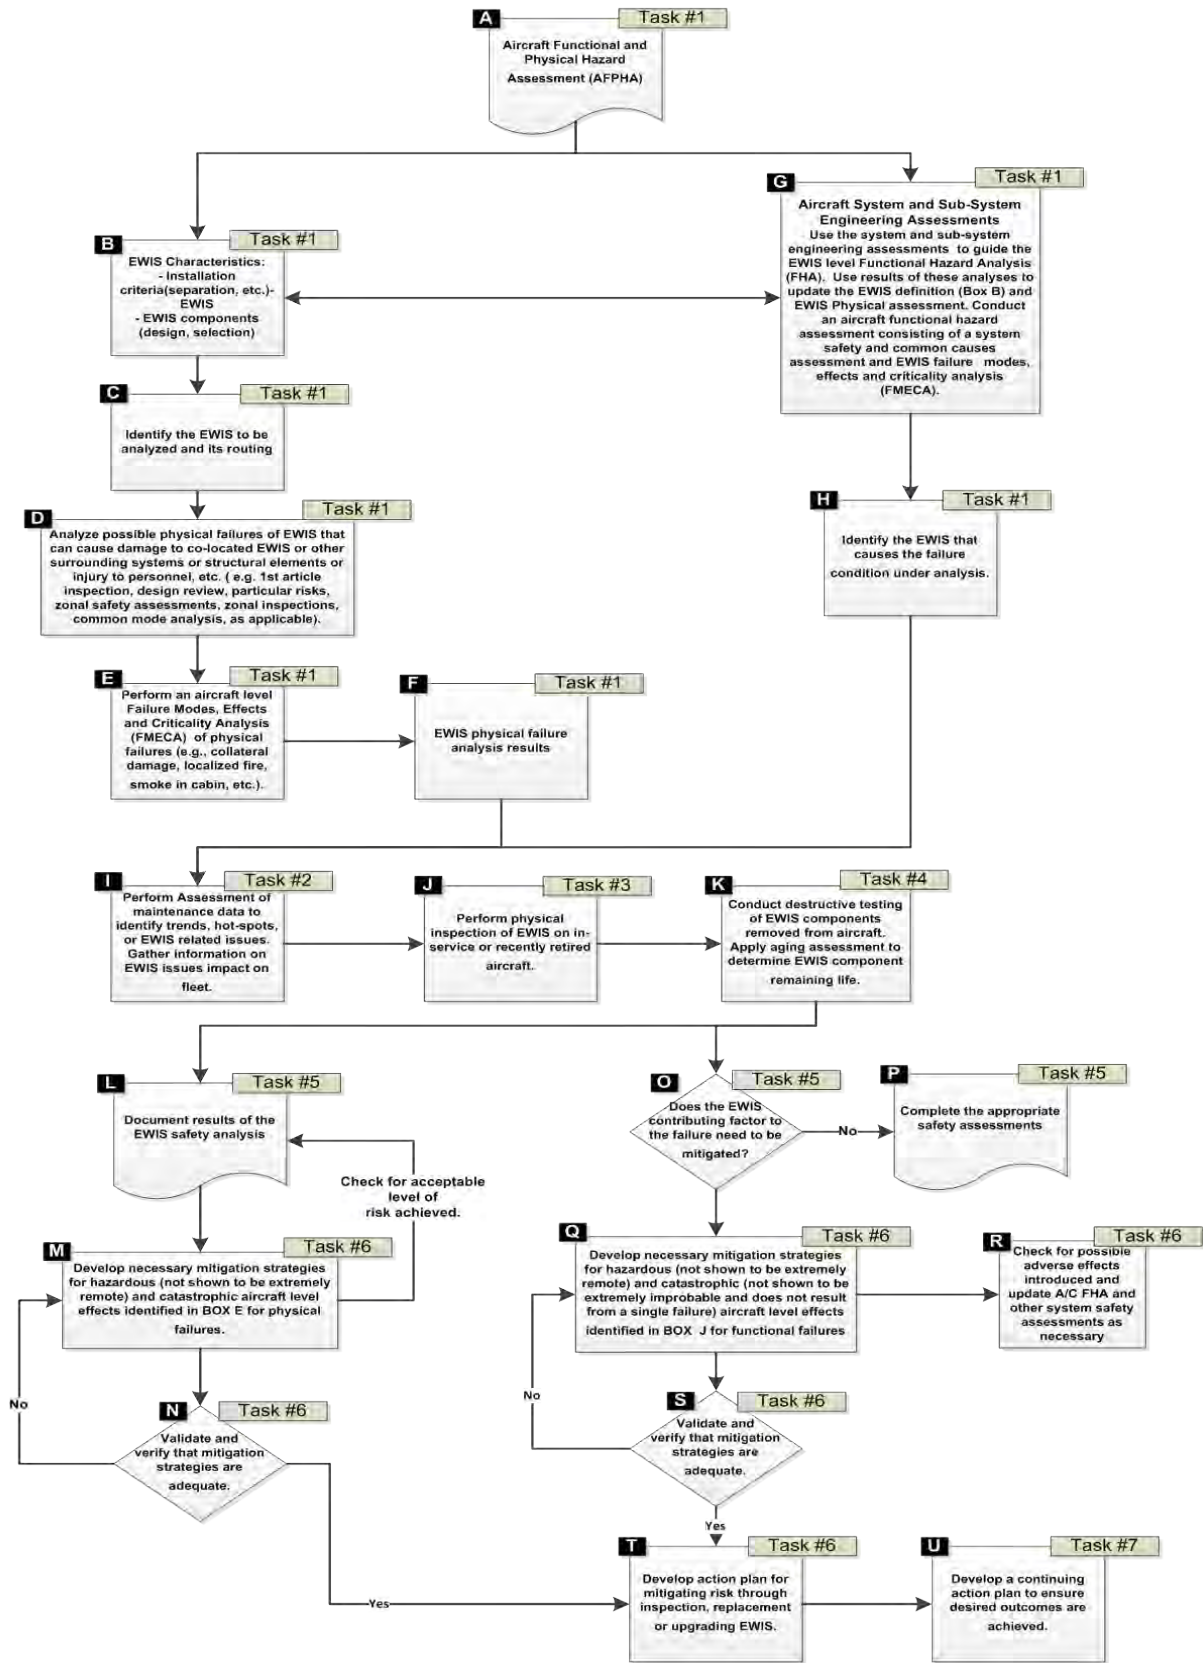 A
Task #1
Aircraft Functional and
Physical Hazard
Assessment (AFPHA)
G
Task #1
Aircraft System and Sub-System
Engineering Assessments
Use the system and sub-system
engineering assessments to guide the
EWIS level Functional Hazard Analysis
(FHA). Use results of these analyses to
update the EWIS definition (Box B) and
EWIS Physical assessment. Conduct
an aircraft functional hazard
assessment consisting of a system
safety and common causes
assessment and EWIS failure modes,
effects and criticality analysis
(FMECA).
B
Task #1
EWIS Characteristics:
- Installation
criteria(separation, etc.)-
EWIS
- EWIS components
(design, selection)
C
Task #1
Identify the EWIS to be
analyzed and its routing
D
Task #1
Analyze possible physical failures of EWIS that
can cause damage to co-located EWIS or other
surrounding systems or structural elements or
injury to personnel, etc. ( e.g. 1st article
inspection, design review, particular risks,
zonal safety assessments, zonal inspections,
common mode analysis, as applicable).
H
Task #1
Identify the EWIS that
causes the failure
condition under analysis.
E
Task #1
Perform an aircraft level
Failure Modes, Effects
and Criticality Analysis
(FMECA) of physical
failures (e.g., collateral
damage, localized fire,
smoke in cabin, etc.).
F
Task #1
EWIS physical failure
analysis results
I
Task #2
Perform Assessment of
maintenance data to
identify trends, hot-spots,
or EWIS related issues.
Gather information on
EWIS issues impact on
fleet.
J
Task #3
Perform physical
inspection of EWIS on in-
service or recently retired
aircraft.
K
Task #4
Conduct destructive testing
of EWIS components
removed from aircraft.
Apply aging assessment to
determine EWIS component
remaining life.
L
Task #5
Document results of the
EWIS safety analysis
Check for acceptable
level of
risk achieved.
O
Task #5
Does the EWIS
contributing factor to
the failure need to be
mitigated?
No
P
Task #5
Complete the appropriate
safety assessments
M
Task #6
Develop necessary mitigation strategies
for hazardous (not shown to be extremely
remote) and catastrophic aircraft level
effects identified in BOX E for physical
failures.
Q
Task #6
Develop necessary mitigation strategies
for hazardous (not shown to be extremely
remote) and catastrophic (not shown to be
extremely improbable and does not result
from a single failure) aircraft level effects
identified in BOX J for functional failures
R
Task #6
Check for possible
adverse effects
introduced and
update A/C FHA and
other system safety
assessments as
necessary
No
N
Task #6
Validate and
verify that mitigation
strategies are
adequate.
No
S
Task #6
Validate and
verify that mitigation
strategies are
adequate.
Yes
Yes
T
Task #6
Develop action plan for
mitigating risk through
inspection, replacement
or upgrading EWIS.
U
Task #7
Develop a continuing
action plan to ensure
desired outcomes are
achieved.